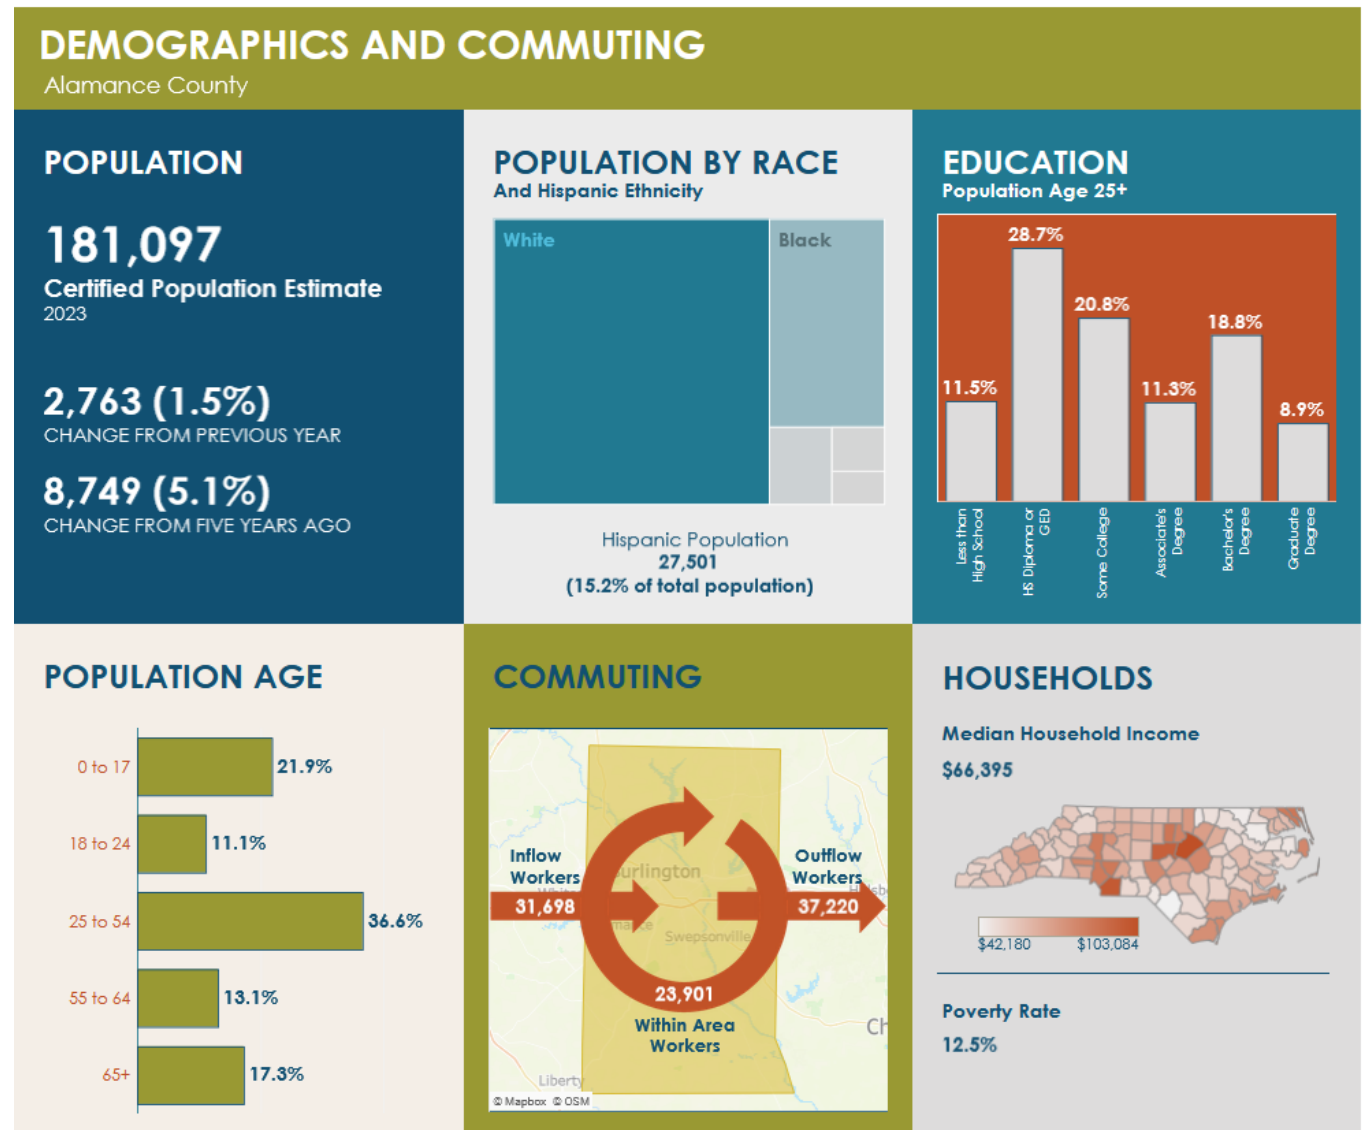 DEMOGRAPHICS AND COMMUTING
Alamance County
POPULATION
181,097
Certified Population Estimate
2023
2,763 (1.5%)
CHANGE FROM PREVIOUS YEAR
8,749 (5.1%)
CHANGE FROM FIVE YEARS AGO
POPULATION BY RACE
And Hispanic Ethnicity
White
Black
Hispanic Population
27,501
(15.2% of total population)
EDUCATION
Population Age 25+
11.5%
28.7%
20.8%
11.3%
18.8%
8.9%
Less than
High School
HS Diploma or
GED
Some College
Associate's
Degree
Bachelor's
Degree
Graduate
Degree
POPULATION AGE
0 to 17
21.9%
18 to 24
11.1%
25 to 54
36.6%
55 to 64
13.1%
65+
17.3%
COMMUTING
Inflow
Workers
31,698
Outflow
Workers
37,220
urlington
Swepsonville
23,901
Within Area
Workers
Ch
Liberty
© Mapbox © OSM
HOUSEHOLDS
Median Household Income
$66,395
$42,180
$103,084
Poverty Rate
12.5%